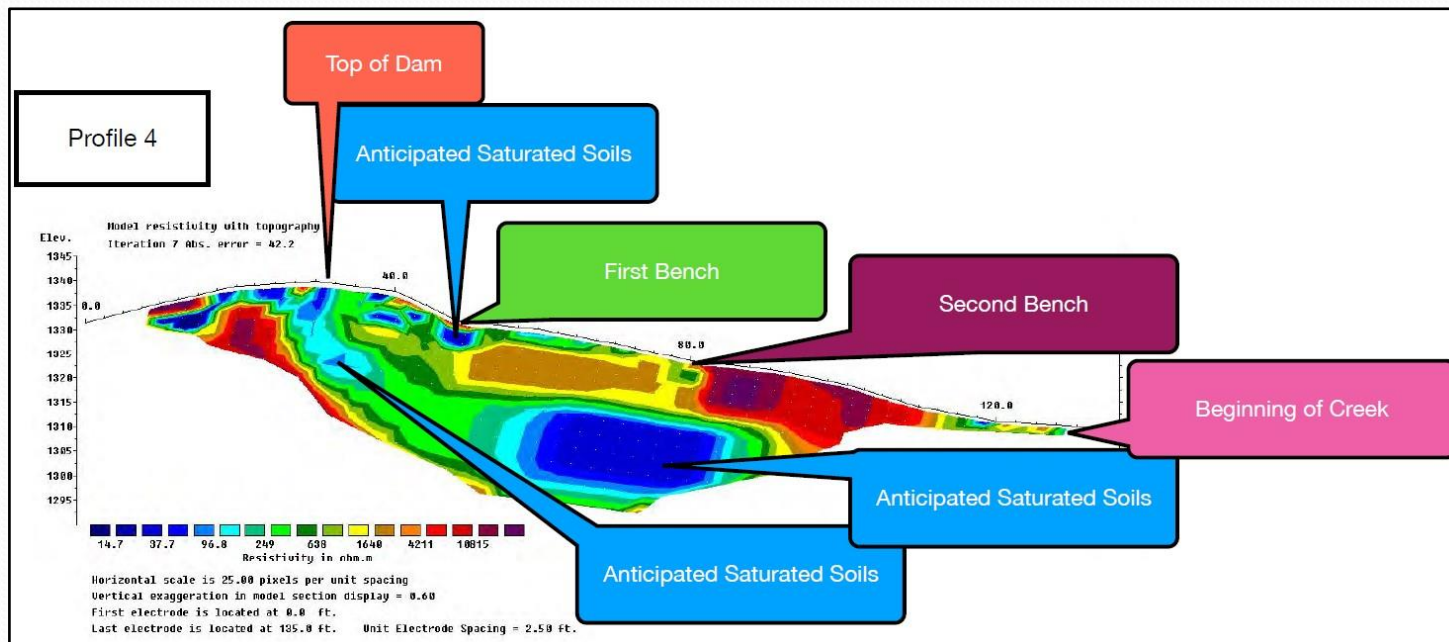 Top of Dam
Profile 4
Anticipated Saturated Soils
Model resistivity with topography
Iteration 7 Abs. error = 42.2
Elev.
First Bench
Second Bench
1345
1340
1335
1330
1325
1320
1315
1310
1305
1300
1295
0.0
40.0
80.0
120.0
Beginning of Creek
Anticipated Saturated Soils
Anticipated Saturated Soils
14.7 37.7 96.8 249 638 1640 4211 10815
Resistivity in ohm.m
Horizontal scale is 25.00 pixels per unit spacing
Vertical exaggeration in model section display = 0.60
First electrode is located at 0.0 ft.
Last electrode is located at 135.0 ft. Unit Electrode Spacing = 2.50 ft.